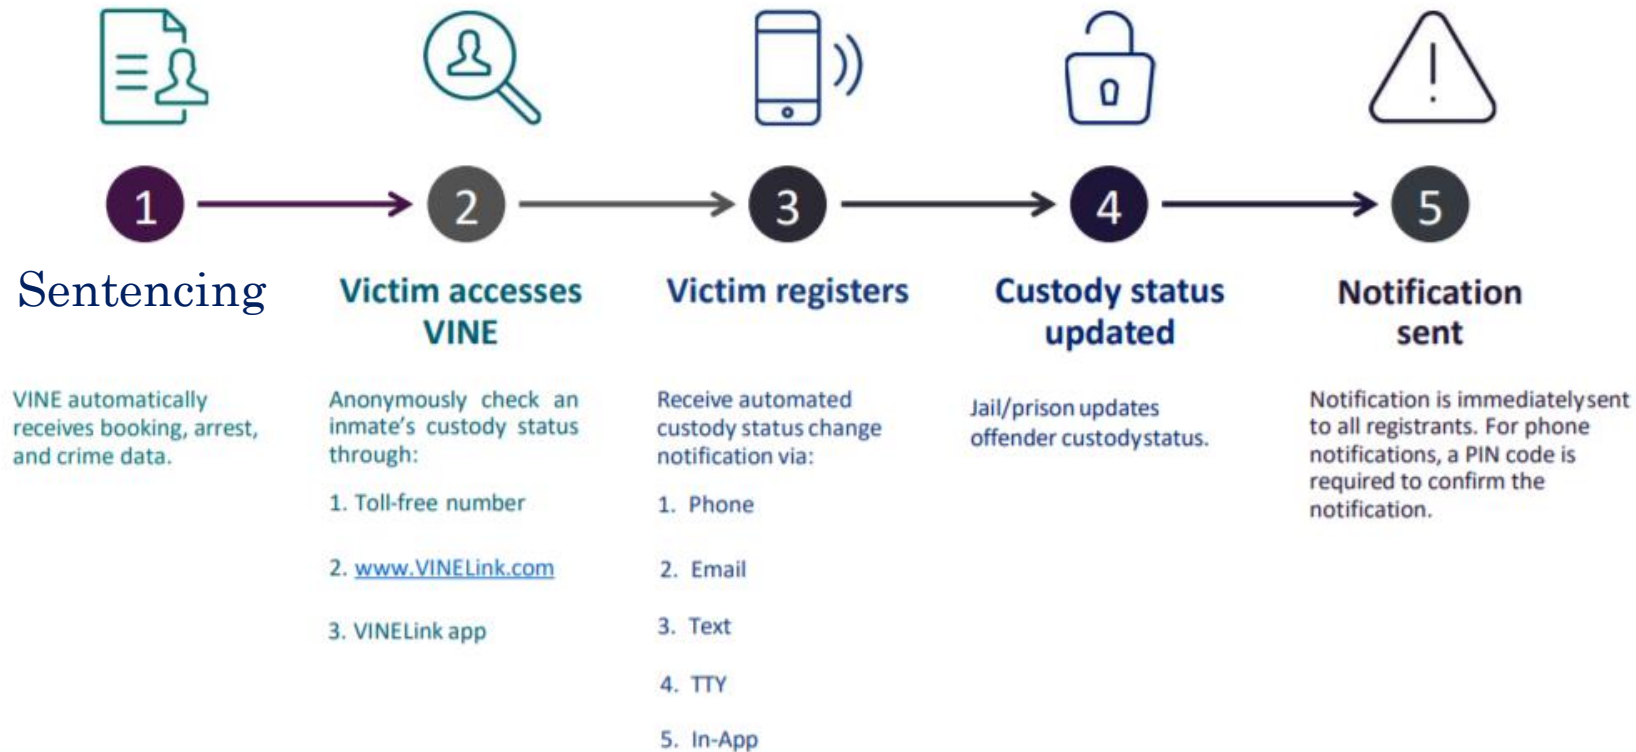 1
2
3
4
5
Sentencing
VINE automatically
receives booking, arrest,
and crime data.
Victim accesses
VINE
Anonymously check an
inmate's custody status
through:
1. Toll-free number
2. www.VINELink.com
3. VINELink app
Victim registers
Receive automated
custody status change
notification via:
1. Phone
2. Email
3. Text
4. TTY
5. In-App
Custody status
updated
Jail/prison updates
offender custodystatus.
Notification
sent
Notification is immediatelysent
to all registrants. For phone
notifications, a PIN code is
required to confirm the
notification.